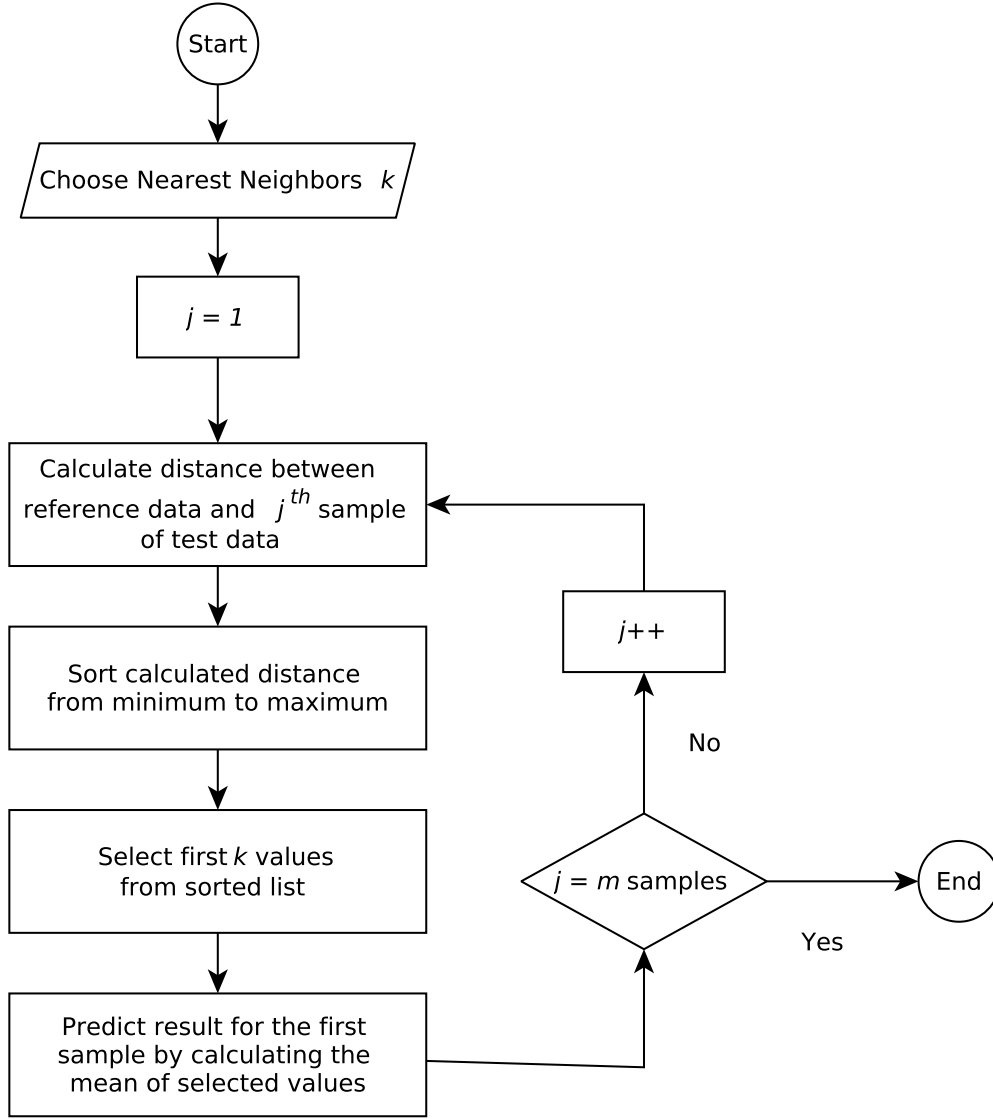 Start
Choose Nearest Neighbors k
j = 1
Calculate distance between
reference data and j th sample
of test data
Sort calculated distance
from minimum to maximum
Select first k values
from sorted list
Predict result for the first
sample by calculating the
mean of selected values
j = m samples
No
j++
Yes
End